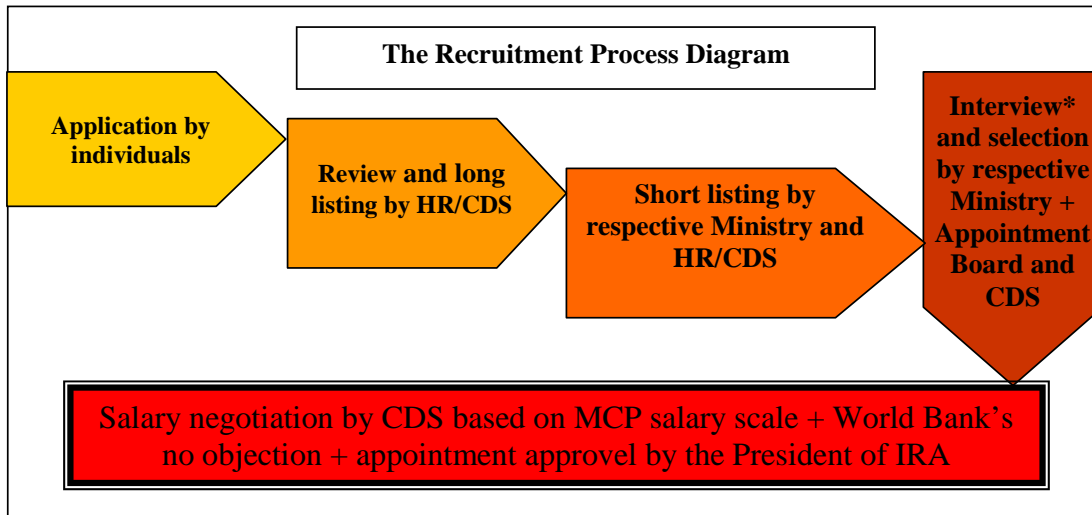 The Recruitment Process Diagram
Application by
individuals
Review and long
listing by HR/CDS
Short listing by
respective Ministry and
HR/CDS
Interview*
and selection
by respective
Ministry +
Appointment
Board and
CDS
Salary negotiation by CDS based on MCP salary scale + World Bank’s
no objection + appointment approvel by the President of IRA